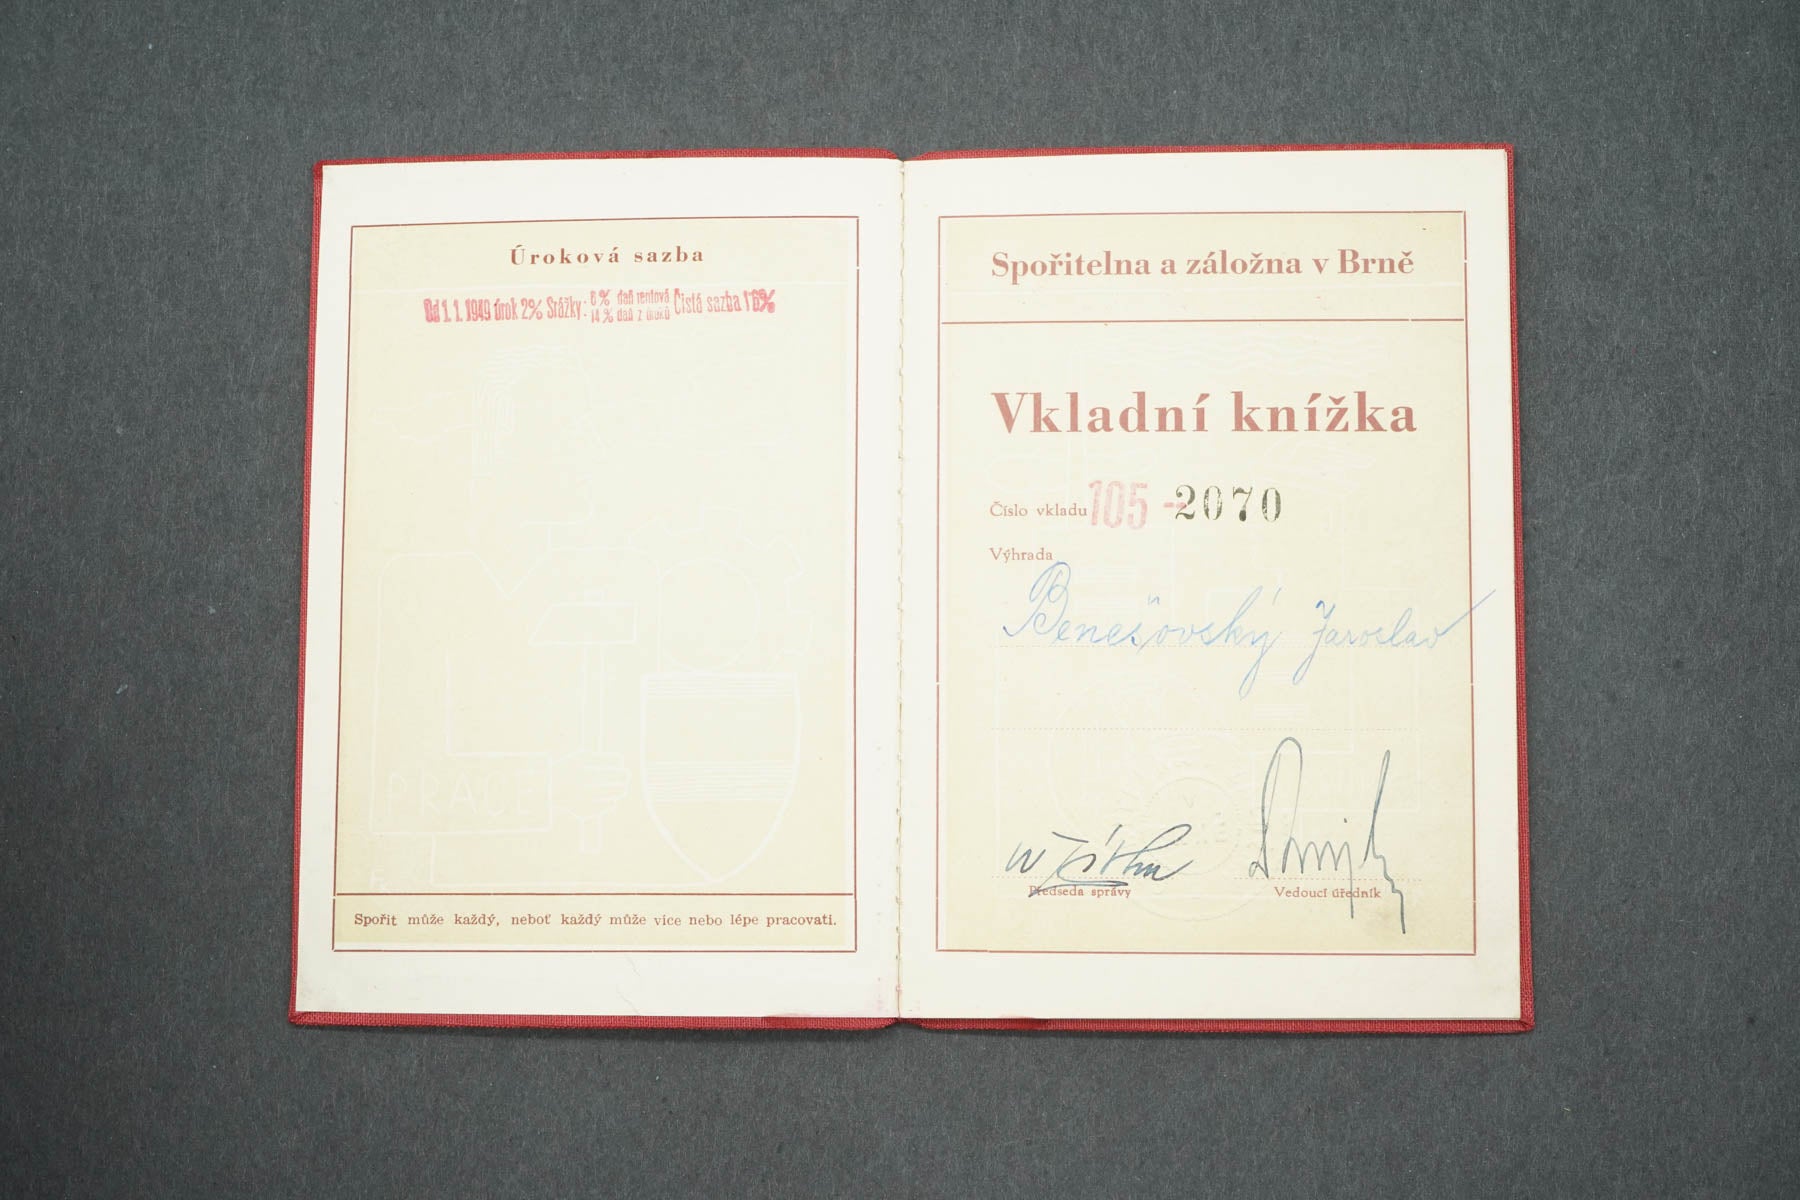 Úroková sazba
Od 1. 1. 1949 úrok 2% Srážky: 6% daň rentová 14% daň z úroků Čistá sazba 1'6%
PRÁCE
Spořit může každý, neboť každý může více nebo lépe pracovati.
Spořitelna a záložna v Brně
Vkladní knížka
Číslo vkladu 105 - 2070
Výhrada
Benešovský Jaroslav
Předseda správy
Vedoucí úředník